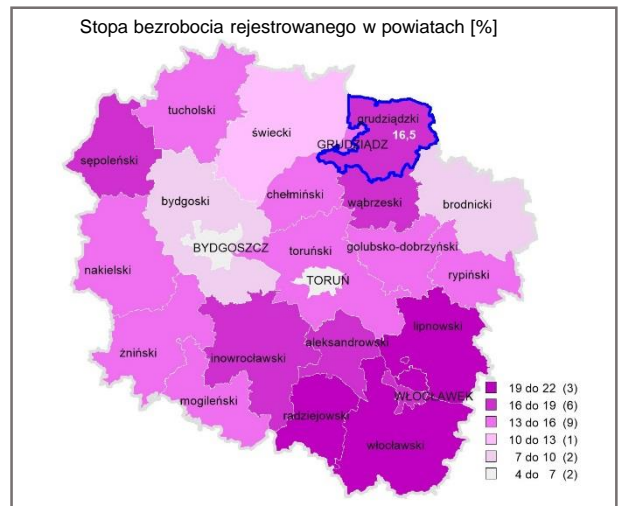 Stopa bezrobocia rejestrowanego w powiatach [%]
tucholski
świecki
grudziądzki
16,5
GRUDZIĄDZ
sępoleński
chełmiński
wąbrzeski
brodnicki
bydgoski
BYDGOSZCZ
toruński
golubsko-dobrzyński
nakielski
TORUŃ
rypiński
lipnowski
aleksandrowski
żniński
inowrocławski
mogileński
radziejowski
WŁOCŁAWEK
włocławski
19 do 22 (3)
16 do 19 (6)
13 do 16 (9)
10 do 13 (1)
7 do 10 (2)
4 do 7 (2)